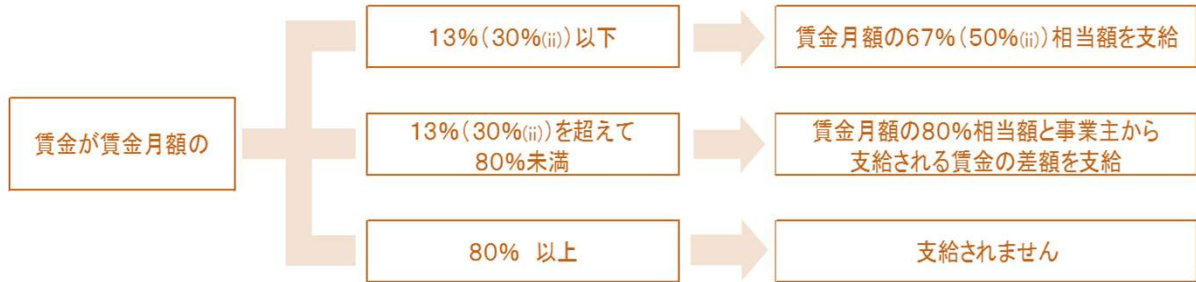 13%(30%(ii))以下
賃金月額の67%(50%(ii))相当額を支給
賃金が賃金月額の
13%(30%(ii))を超えて
80%未満
賃金月額の80%相当額と事業主から
支給される賃金の差額を支給
80% 以上
支給されません